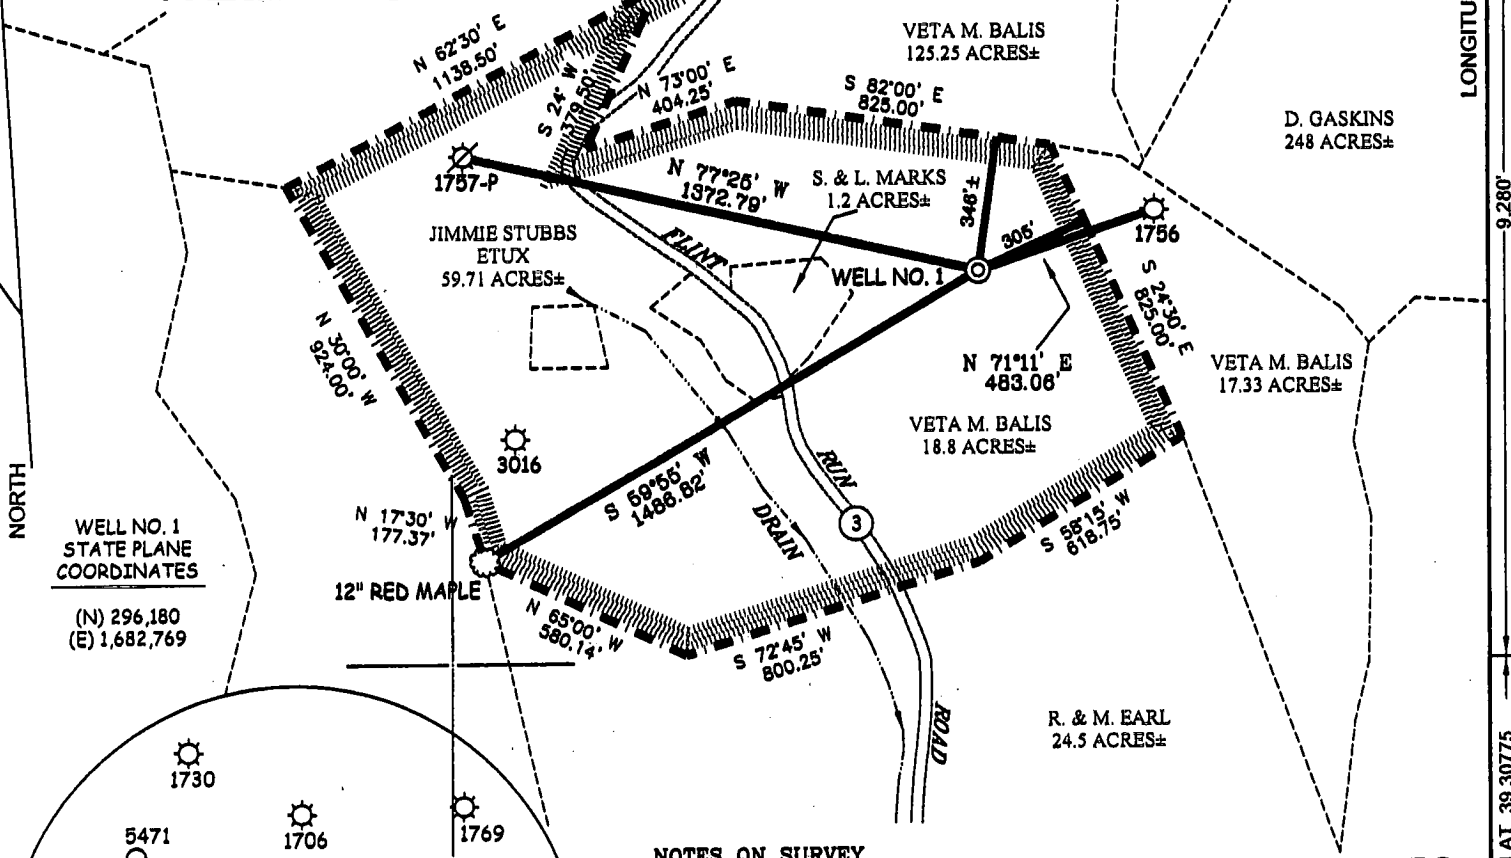 N 62°30' E
1138.50'
S 24° W
379.50'
N 73°00' E
404.25'
S 82°00' E
825.00'
VETA M. BALIS
125.25 ACRES±
LONGITU
D. GASKINS
248 ACRES±
9,280'
1757-P
N 77°25' W
1372.79'
S. & L. MARKS
1.2 ACRES±
346'±
305'
1756
JIMMIE STUBBS
ETUX
59.71 ACRES±
FLINT
WELL NO. 1
S 24°30' E
825.00'
N 30°00' W
924.00'
N 71°11' E
483.06'
VETA M. BALIS
17.33 ACRES±
VETA M. BALIS
18.8 ACRES±
3016
NORTH
S 59°55' W
1486.82'
RUN
N 17°30' W
177.37'
DRAIN
3
S 58°15' W
618.75'
WELL NO. 1
STATE PLANE
COORDINATES
(N) 296,180
(E) 1,682,769
12" RED MAPLE
N 65°00' W
580.14'
S 72°45' W
800.25'
ROAD
R. & M. EARL
24.5 ACRES±
1730
1706
1769
5471
NOTES ON SURVEY
LAT 39.30775